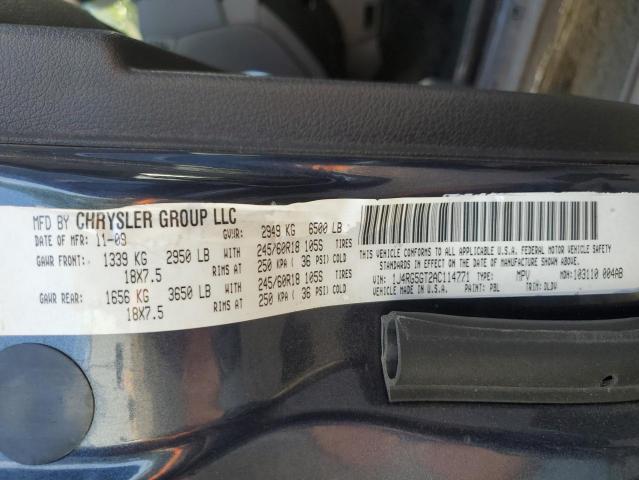 MFD BY CHRYSLER GROUP LLC
DATE OF MFR: 11-09 GVWR: 2949 KG 6500 LB
GAWR FRONT: 1339 KG 2950 LB WITH 245/60R18 105S TIRES
18X7.5 RIMS AT 250 KPA ( 36 PSI) COLD
GAWR REAR: 1656 KG 3650 LB WITH 245/60R18 105S TIRES
18X7.5 RIMS AT 250 KPA ( 36 PSI) COLD
THIS VEHICLE CONFORMS TO ALL APPLICABLE U.S.A. FEDERAL MOTOR VEHICLE SAFETY
STANDARDS IN EFFECT ON THE DATE OF MANUFACTURE SHOWN ABOVE.
VIN: 1J4RG5GT2AC114771 TYPE: MPV MDH: 103110 004AB
VEHICLE MADE IN U.S.A. PAINT: PBL TRIM: DLDV